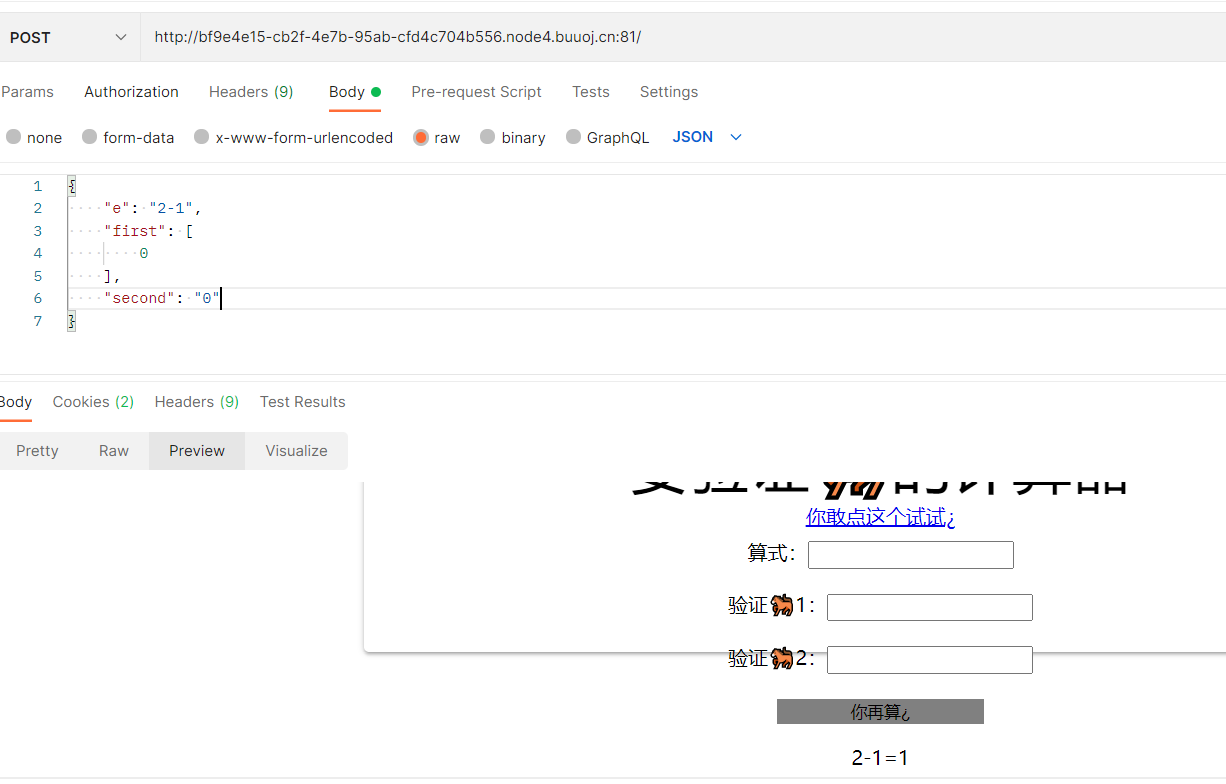 POST http://bf9e4e15-cb2f-4e7b-95ab-cfd4c704b556.node4.buuoj.cn:81/
Params Authorization Headers (9) Body Pre-request Script Tests Settings
none form-data x-www-form-urlencoded raw binary GraphQL JSON
1 {
2 "e": "2-1",
3 "first": [
4 0
5 ],
6 "second": "0"
7 }
Body Cookies (2) Headers (9) Test Results
Pretty Raw Preview Visualize
你敢点这个试试¿
算式：
验证🐎1：
验证🐎2：
你再算¿
2-1=1